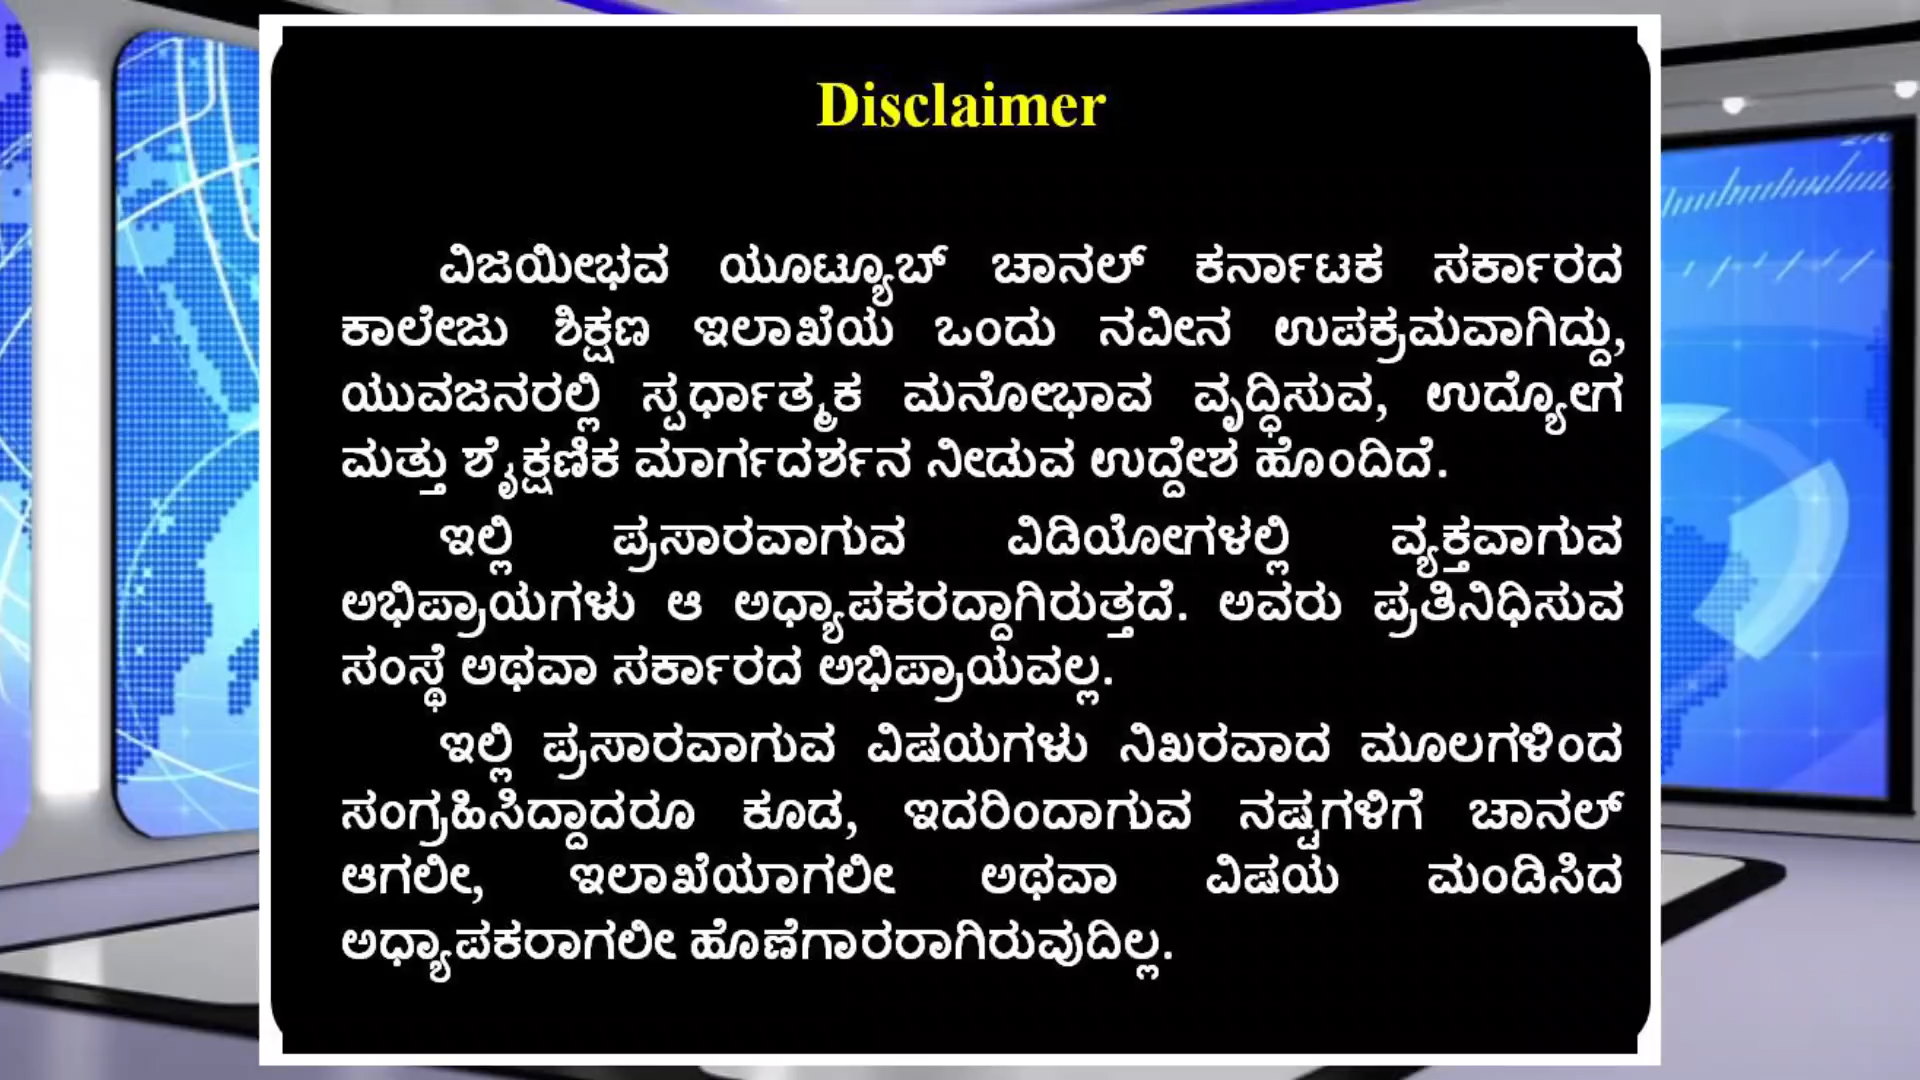 Disclaimer
ವಿಜಯೀಭವ ಯೂಟ್ಯೂಬ್ ಚಾನಲ್ ಕರ್ನಾಟಕ ಸರ್ಕಾರದ
ಕಾಲೇಜು ಶಿಕ್ಷಣ ಇಲಾಖೆಯ ಒಂದು ನವೀನ ಉಪಕ್ರಮವಾಗಿದ್ದು,
ಯುವಜನರಲ್ಲಿ ಸ್ಪರ್ಧಾತ್ಮಕ ಮನೋಭಾವ ವೃದ್ಧಿಸುವ, ಉದ್ಯೋಗ
ಮತ್ತು ಶೈಕ್ಷಣಿಕ ಮಾರ್ಗದರ್ಶನ ನೀಡುವ ಉದ್ದೇಶ ಹೊಂದಿದೆ.
ಇಲ್ಲಿ ಪ್ರಸಾರವಾಗುವ ವಿಡಿಯೋಗಳಲ್ಲಿ ವ್ಯಕ್ತವಾಗುವ
ಅಭಿಪ್ರಾಯಗಳು ಆ ಅಧ್ಯಾಪಕರದ್ದಾಗಿರುತ್ತದೆ. ಅವರು ಪ್ರತಿನಿಧಿಸುವ
ಸಂಸ್ಥೆ ಅಥವಾ ಸರ್ಕಾರದ ಅಭಿಪ್ರಾಯವಲ್ಲ.
ಇಲ್ಲಿ ಪ್ರಸಾರವಾಗುವ ವಿಷಯಗಳು ನಿಖರವಾದ ಮೂಲಗಳಿಂದ
ಸಂಗ್ರಹಿಸಿದ್ದಾದರೂ ಕೂಡ, ಇದರಿಂದಾಗುವ ನಷ್ಟಗಳಿಗೆ ಚಾನಲ್
ಆಗಲೀ, ಇಲಾಖೆಯಾಗಲೀ ಅಥವಾ ವಿಷಯ ಮಂಡಿಸಿದ
ಅಧ್ಯಾಪಕರಾಗಲೀ ಹೊಣೆಗಾರರಾಗಿರುವುದಿಲ್ಲ.